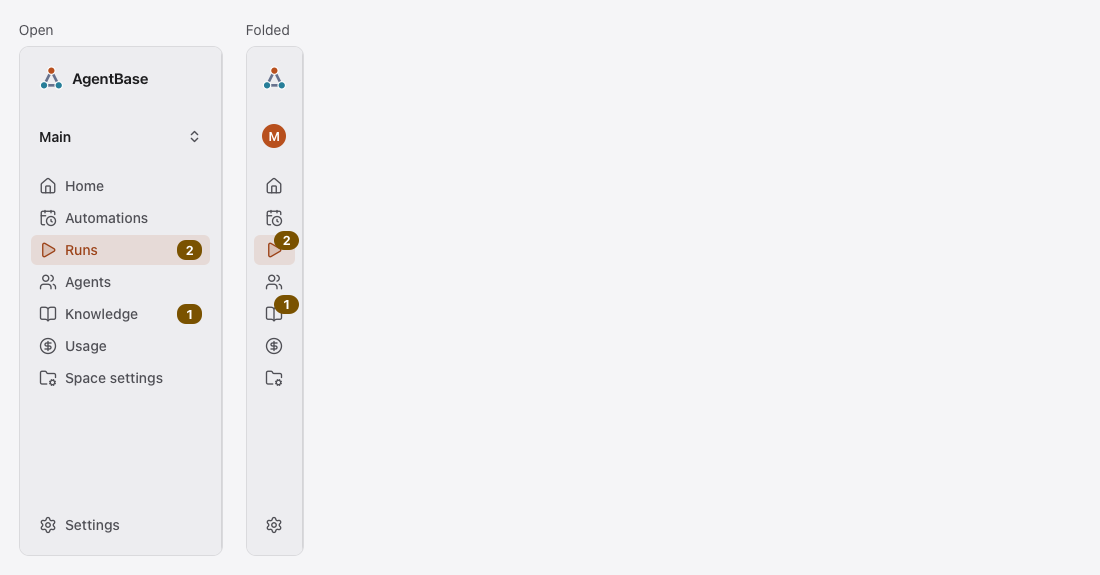 Open
AgentBase
Main
Home
Automations
Runs 2
Agents
Knowledge 1
Usage
Space settings
Settings
Folded
M
2
1